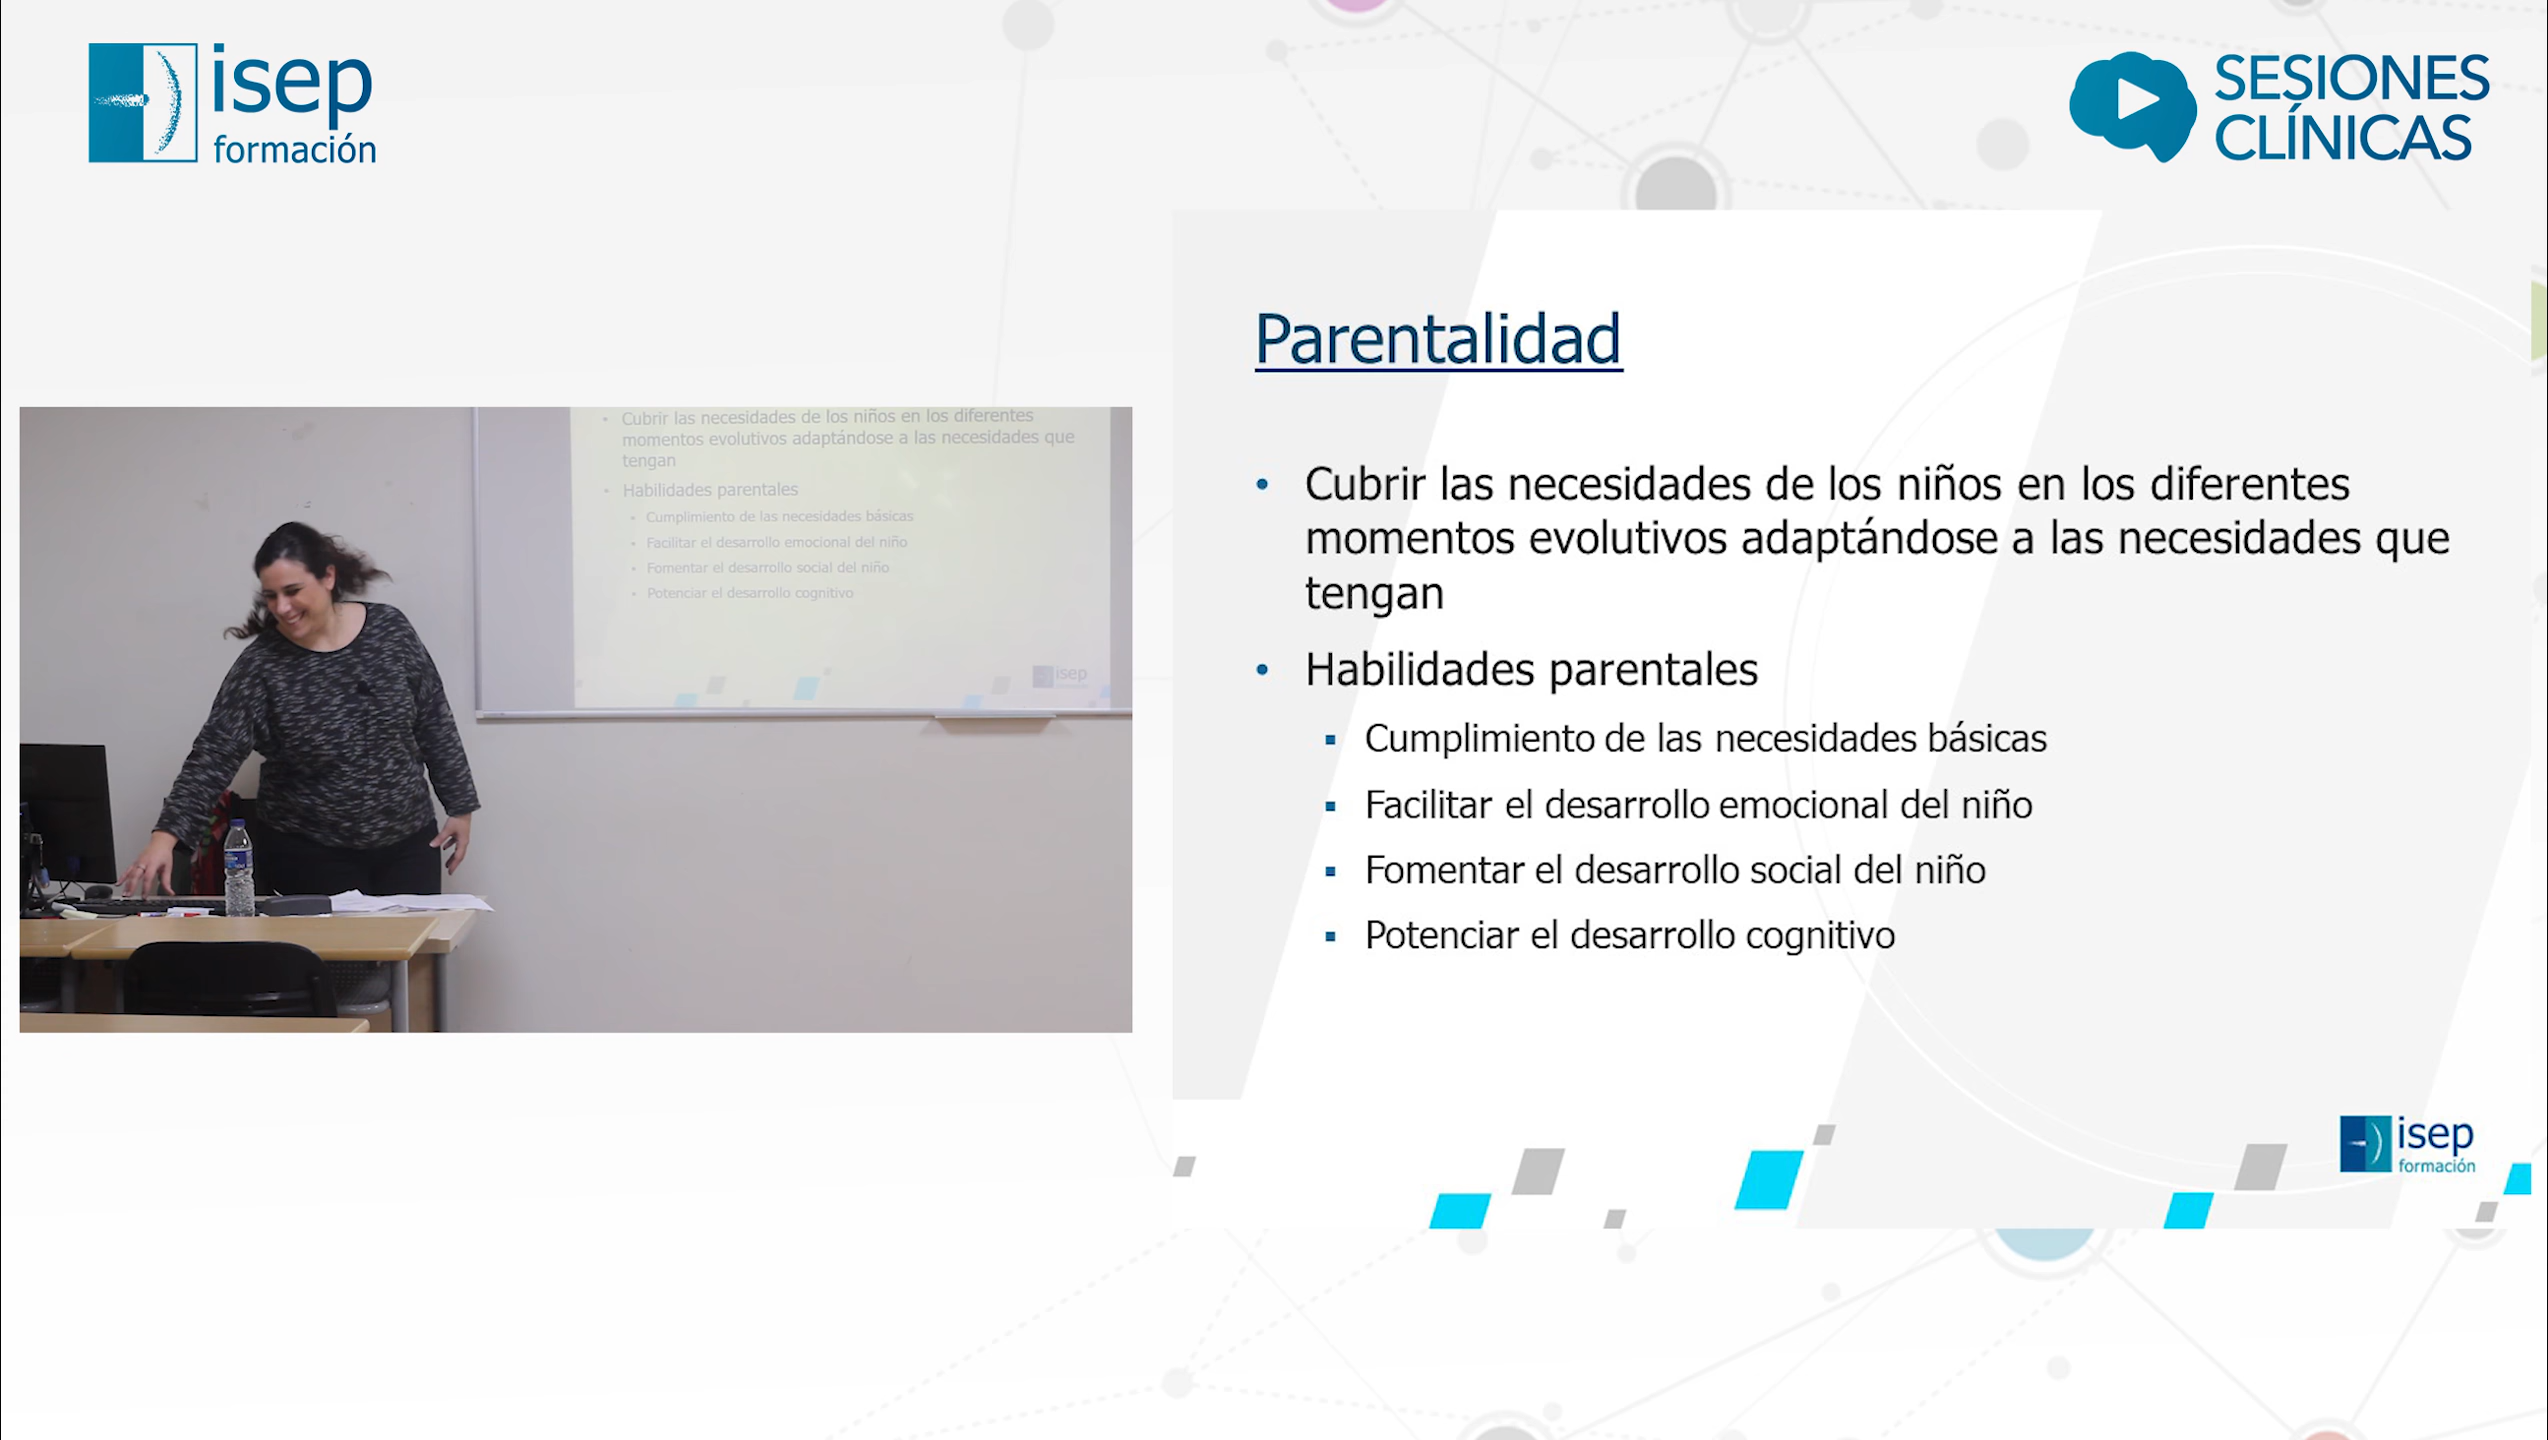 isep
formación
SESIONES
CLÍNICAS
Cubrir las necesidades de los niños en los diferentes
momentos evolutivos adaptándose a las necesidades que
tengan
Habilidades parentales
Cumplimiento de las necesidades básicas
Facilitar el desarrollo emocional del niño
Fomentar el desarrollo social del niño
Potenciar el desarrollo cognitivo
isep
Parentalidad
• Cubrir las necesidades de los niños en los diferentes
momentos evolutivos adaptándose a las necesidades que
tengan
• Habilidades parentales
▪ Cumplimiento de las necesidades básicas
▪ Facilitar el desarrollo emocional del niño
▪ Fomentar el desarrollo social del niño
▪ Potenciar el desarrollo cognitivo
isep
formación